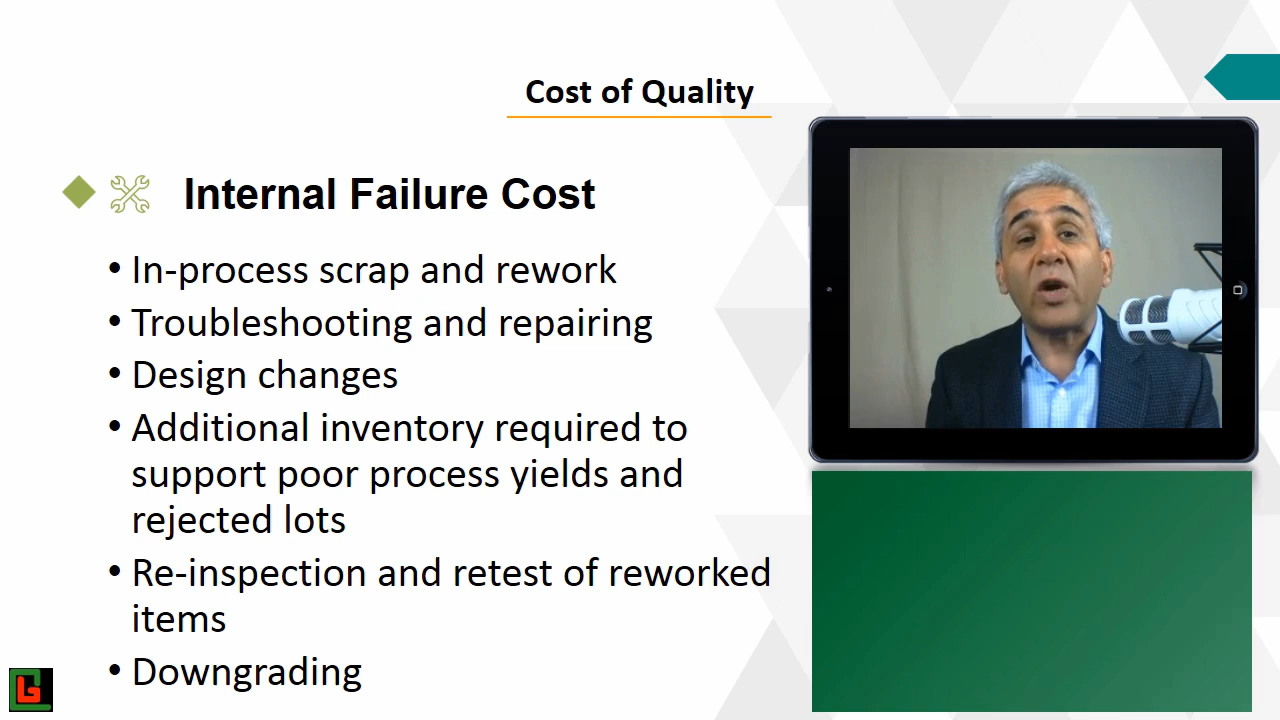 Cost of Quality
Internal Failure Cost
• In-process scrap and rework
• Troubleshooting and repairing
• Design changes
• Additional inventory required to
support poor process yields and
rejected lots
• Re-inspection and retest of reworked
items
• Downgrading